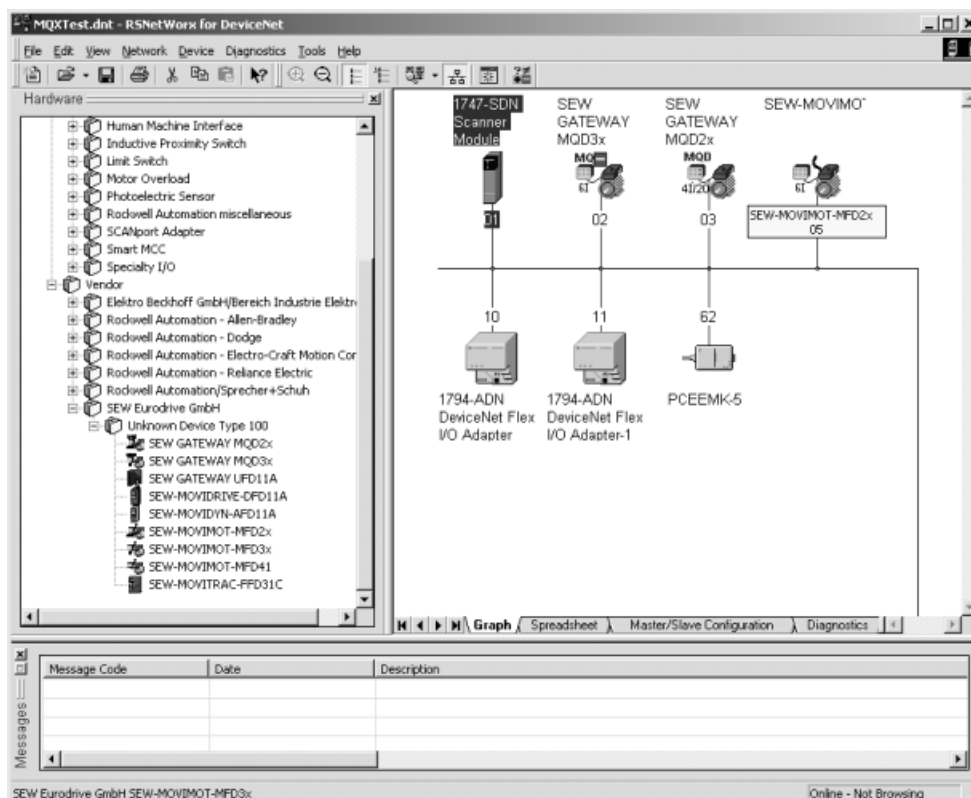 MQXTest.dnt - RSNetWorx for DeviceNet
File Edit View Network Device Diagnostics Tools Help
Hardware
Human Machine Interface
Inductive Proximity Switch
Limit Switch
Motor Overload
Photoelectric Sensor
Rockwell Automation miscellaneous
SCANport Adapter
Smart MCC
Specialty I/O
Vendor
Elektro Beckhoff GmbH/Bereich Industrie Elektr
Rockwell Automation - Allen-Bradley
Rockwell Automation - Dodge
Rockwell Automation - Electro-Craft Motion Cor
Rockwell Automation - Reliance Electric
Rockwell Automation/Sprecher+Schuh
SEW Eurodrive GmbH
Unknown Device Type 100
SEW GATEWAY MQD2x
SEW GATEWAY MQD3x
SEW GATEWAY UFD11A
SEW-MOVIDRIVE-DFD11A
SEW-MOVIDYN-AFD11A
SEW-MOVIMOT-MFD2x
SEW-MOVIMOT-MFD3x
SEW-MOVIMOT-MFD41
SEW-MOVITRAC-FFD31C
1747-SDN
Scanner
Module
01
SEW
GATEWAY
MQD3x
6I
02
SEW
GATEWAY
MQD2x
MQD
4I/2O
03
SEW-MOVIMO
6I
SEW-MOVIMOT-MFD2x
05
10
1794-ADN
DeviceNet Flex
I/O Adapter
11
1794-ADN
DeviceNet Flex
I/O Adapter-1
62
PCEEMK-5
Graph Spreadsheet Master/Slave Configuration Diagnostics
Messages
Message Code Date Description
SEW Eurodrive GmbH SEW-MOVIMOT-MFD3x
Online - Not Browsing